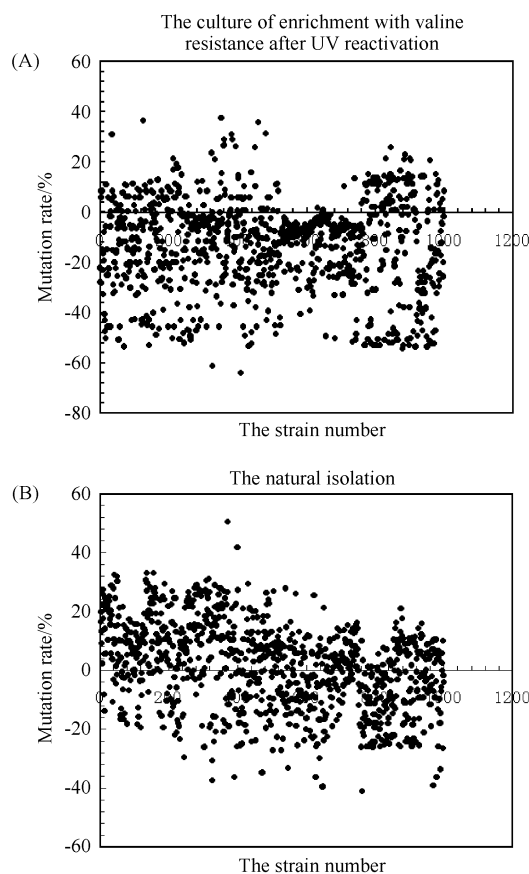 The culture of enrichment with valine
resistance after UV reactivation
(A)
60
40
20
0
-20
-40
-60
-80
Mutation rate/%
0 200 400 600 800 1000 1200
The strain number
The natural isolation
(B)
60
40
20
0
-20
-40
-60
Mutation rate/%
0 200 400 600 800 1000 1200
The strain number